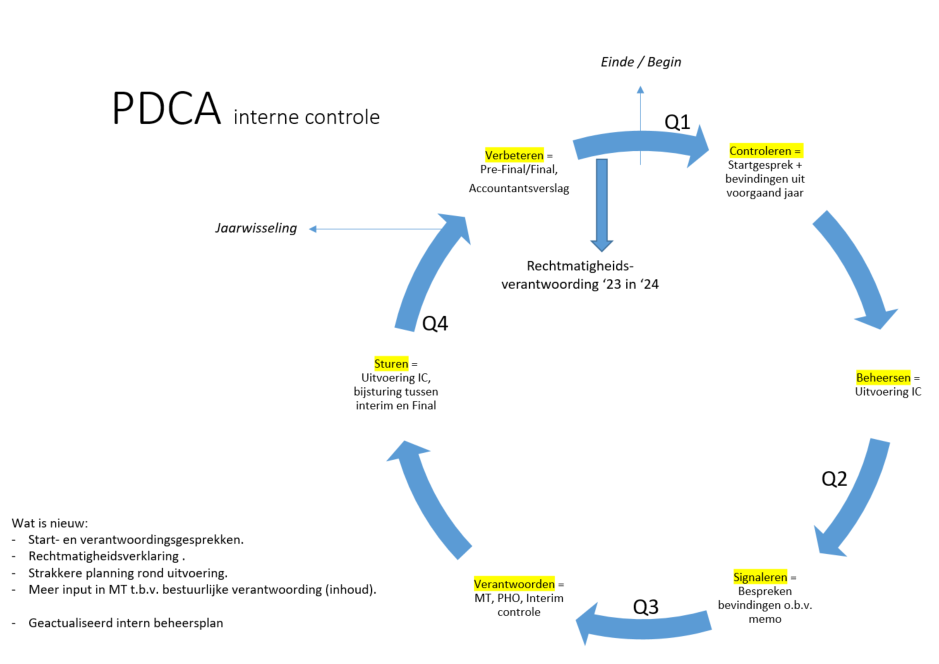 Einde / Begin
PDCA interne controle
Q1
Verbeteren =
Pre-Final/Final,
Accountantsverslag
Controleren =
Startgesprek +
bevindingen uit
voorgaand jaar
Jaarwisseling
Rechtmatigheids-
verantwoording ‘23 in ‘24
Q4
Sturen =
Uitvoering IC,
bijsturing tussen
interim en Final
Beheersen =
Uitvoering IC
Q2
Wat is nieuw:
- Start- en verantwoordingsgesprekken.
- Rechtmatigheidsverklaring .
- Strakkere planning rond uitvoering.
- Meer input in MT t.b.v. bestuurlijke verantwoording (inhoud).
- Geactualiseerd intern beheersplan
Verantwoorden =
MT, PHO, Interim
controle
Q3
Signaleren =
Bespreken
bevindingen o.b.v.
memo